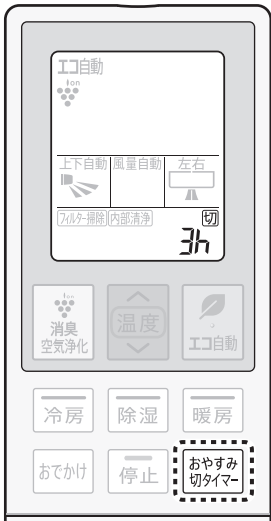 エコ自動
ion
上下自動 風量自動 左右
フィルター掃除 内部清浄 切
3h
ion
消臭
空気浄化
温度
エコ自動
冷房 除湿 暖房
おでかけ 停止 おやすみ
切タイマー